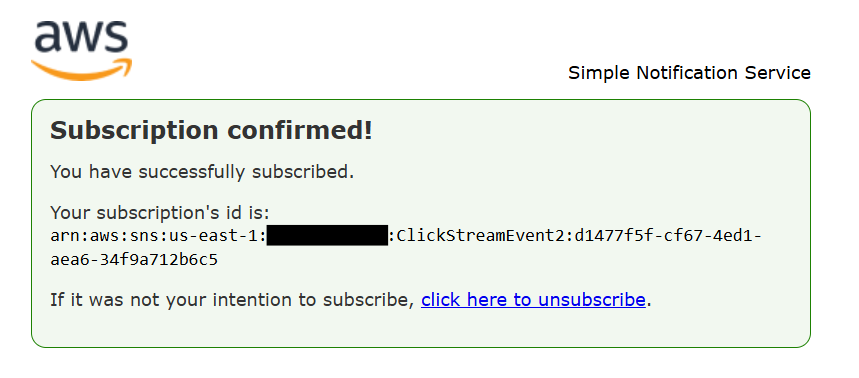 aws
Simple Notification Service
Subscription confirmed!
You have successfully subscribed.
Your subscription's id is:
arn:aws:sns:us-east-1::ClickStreamEvent2:d1477f5f-cf67-4ed1-
aea6-34f9a712b6c5
If it was not your intention to subscribe, click here to unsubscribe.